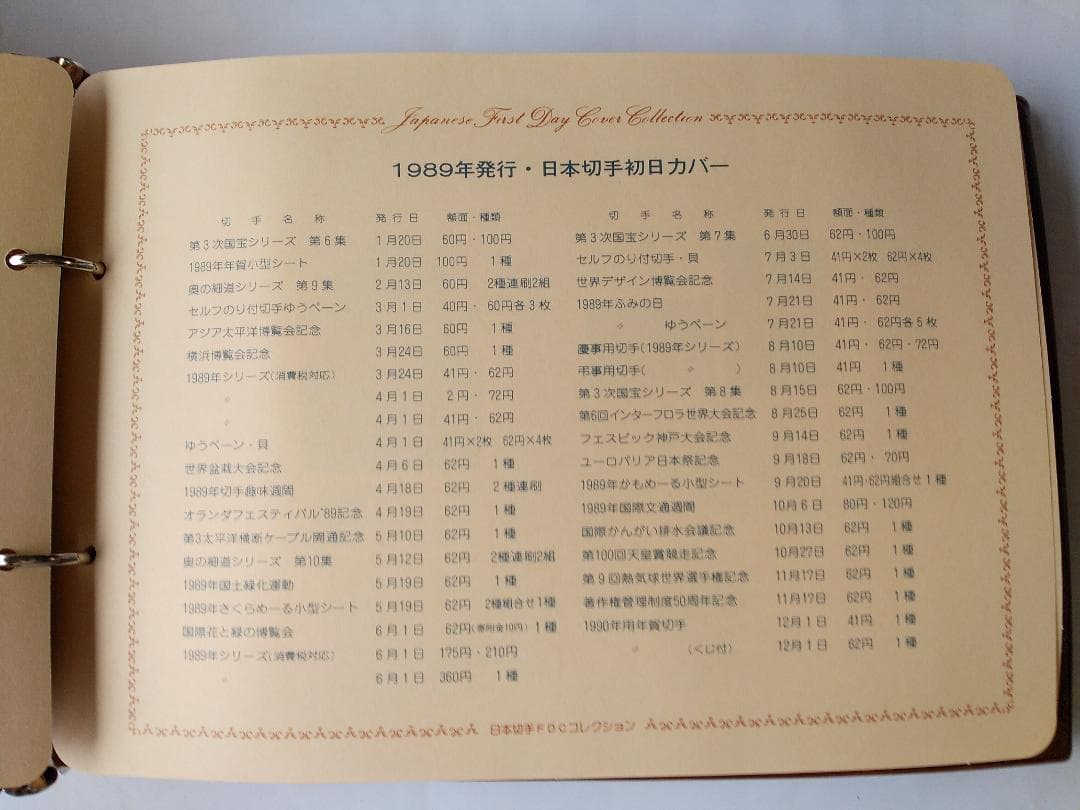 Japanese First Day Cover Collection
1989年発行・日本切手初日カバー
切手名称 発行日 額面・種類
第3次国宝シリーズ 第6集 1月20日 60円・100円
1989年年賀小型シート 1月20日 100円 1種
奥の細道シリーズ 第9集 2月13日 60円 2種連刷2組
セルフのり付切手ゆうペーン 3月1日 40円・60円各3枚
アジア太平洋博覧会記念 3月16日 60円 1種
横浜博覧会記念 3月24日 60円 1種
1989年シリーズ(消費税対応) 3月24日 41円・62円
〃 4月1日 2円・72円
4月1日 41円・62円
ゆうペーン・貝 4月1日 41円×2枚 62円×4枚
世界盆栽大会記念 4月6日 62円 1種
1989年切手趣味週間 4月18日 62円 2種連刷
オランダフェスティバル'89記念 4月19日 62円 1種
第3太平洋横断ケーブル開通記念 5月10日 62円 1種
奥の細道シリーズ 第10集 5月12日 62円 2種連刷2組
1989年国土緑化運動 5月19日 62円 1種
1989年さくらめーる小型シート 5月19日 62円 2種組合せ1種
国際花と緑の博覧会 6月1日 62円(寄附金10円) 1種
1989年シリーズ(消費税対応) 6月1日 175円・210円
〃 6月1日 360円 1種
切手名称 発行日 額面・種類
第3次国宝シリーズ 第7集 6月30日 62円・100円
セルフのり付切手・貝 7月3日 41円×2枚 62円×4枚
世界デザイン博覧会記念 7月14日 41円・62円
1989年ふみの日 7月21日 41円・62円
〃 ゆうペーン 7月21日 41円・62円各5枚
慶事用切手(1989年シリーズ) 8月10日 41円・62円・72円
弔事用切手( 〃 ) 8月10日 41円 1種
第3次国宝シリーズ 第8集 8月15日 62円・100円
第6回インターフロラ世界大会記念 8月25日 62円 1種
フェスピック神戸大会記念 9月14日 62円 1種
ユーロパリア日本祭記念 9月18日 62円・70円
1989年かもめーる小型シート 9月20日 41円・62円組合せ1種
1989年国際文通週間 10月6日 80円・120円
国際かんがい排水会議記念 10月13日 62円 1種
第100回天皇賞競走記念 10月27日 62円 1種
第9回熱気球世界選手権記念 11月17日 62円 1種
著作権管理制度50周年記念 11月17日 62円 1種
1990年用年賀切手 12月1日 41円 1種
〃 (くじ付) 12月1日 62円 1種
日本切手FDCコレクション